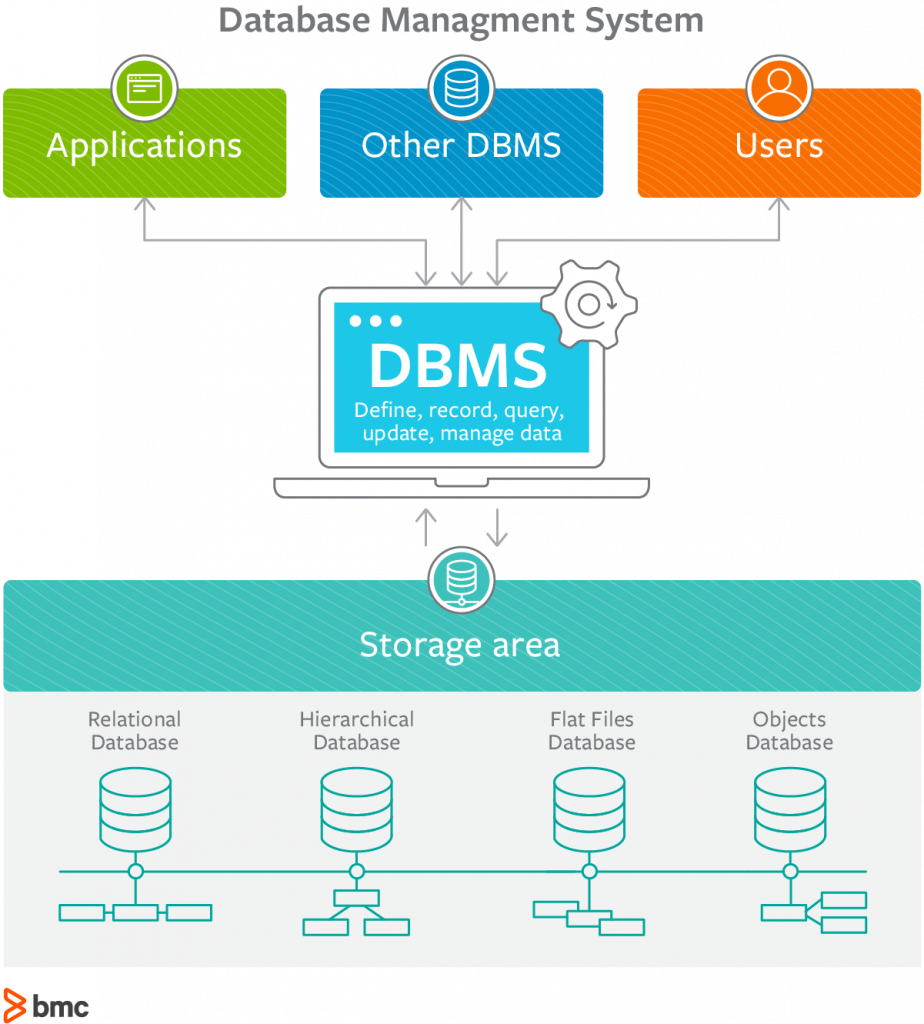 Database Managment System
Applications
Other DBMS
Users
DBMS
Define, record, query,
update, manage data
Storage area
Relational
Database
Hierarchical
Database
Flat Files
Database
Objects
Database
bmc